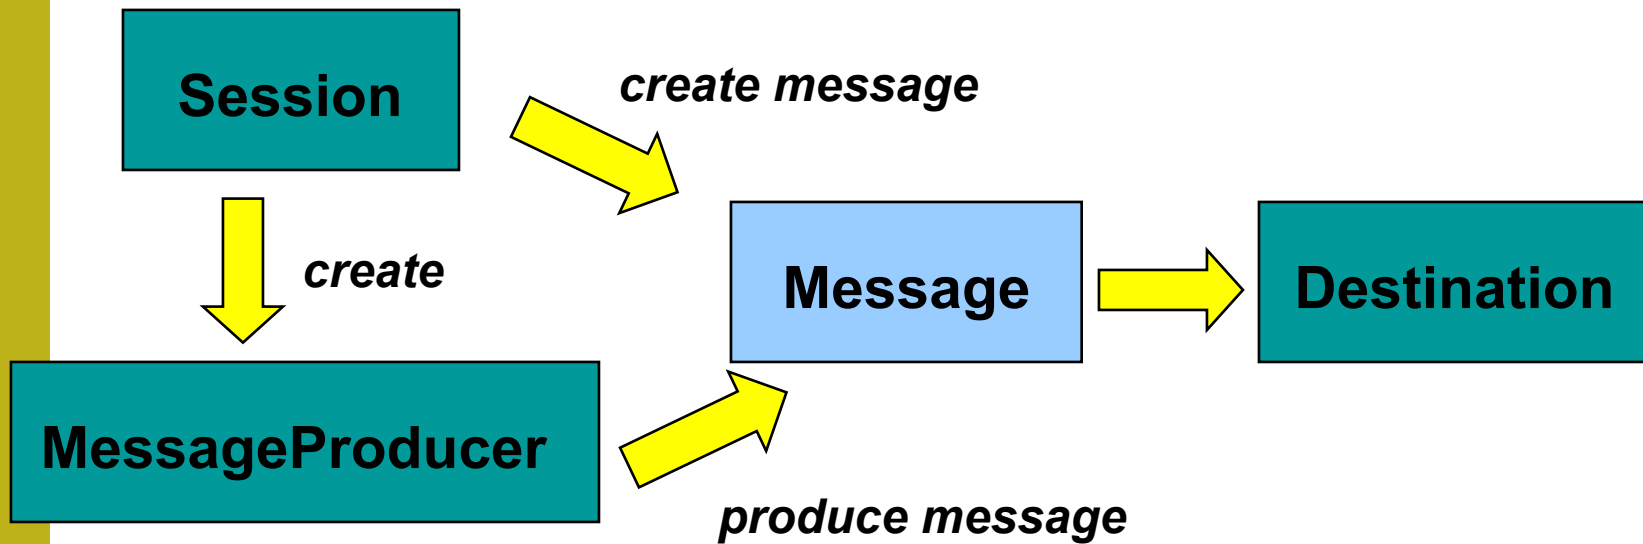 Session
create message
create
Message
Destination
MessageProducer
produce message